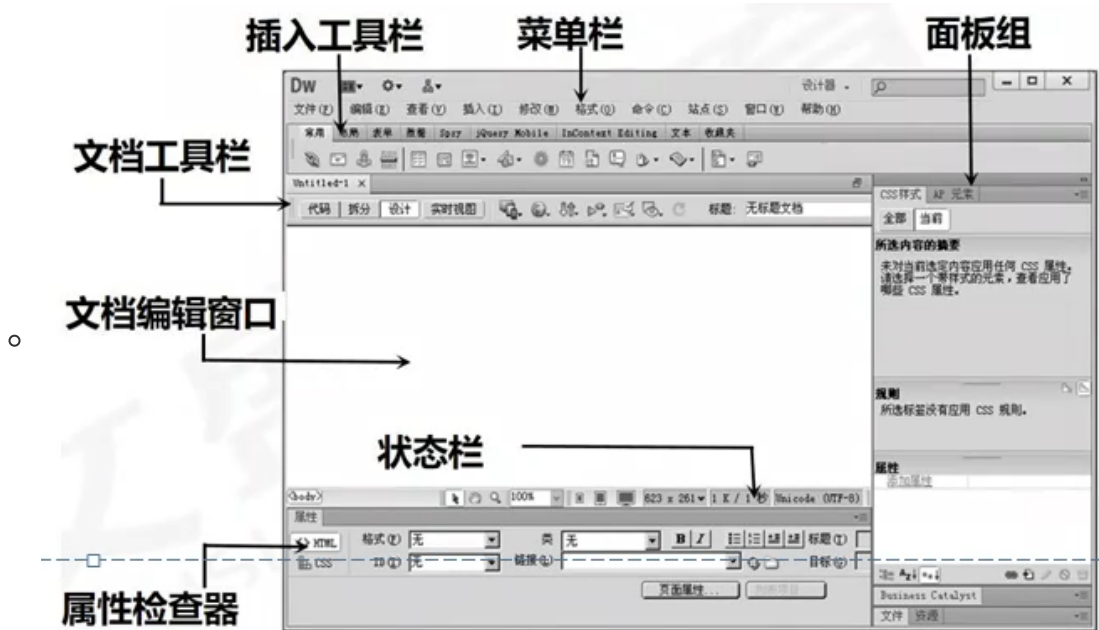 插入工具栏 菜单栏 面板组
Dw 设计器
文件(F) 编辑(E) 查看(V) 插入(I) 修改(M) 格式(O) 命令(C) 站点(S) 窗口(W) 帮助(H)
常用 布局 表单 数据 Spry jQuery Mobile InContext Editing 文本 收藏夹
文档工具栏
Untitled-1 ×
代码 拆分 设计 实时视图 标题: 无标题文档
CSS样式 AP 元素
全部 当前
所选内容的摘要
未对当前选定内容应用任何 CSS 属性。
请选择一个带样式的元素，查看应用了
哪些 CSS 属性。
文档编辑窗口
规则
所选标签没有应用 CSS 规则。
状态栏
属性
添加属性
<body> 100% 623 x 261 1 K / 1 秒 Unicode (UTF-8)
属性
<> HTML 格式(F) 无 类 无 B I 标题(T)
CSS ID(I) 无 链接(L) 目标(G)
页面属性...
属性检查器
Business Catalyst
文件 资源